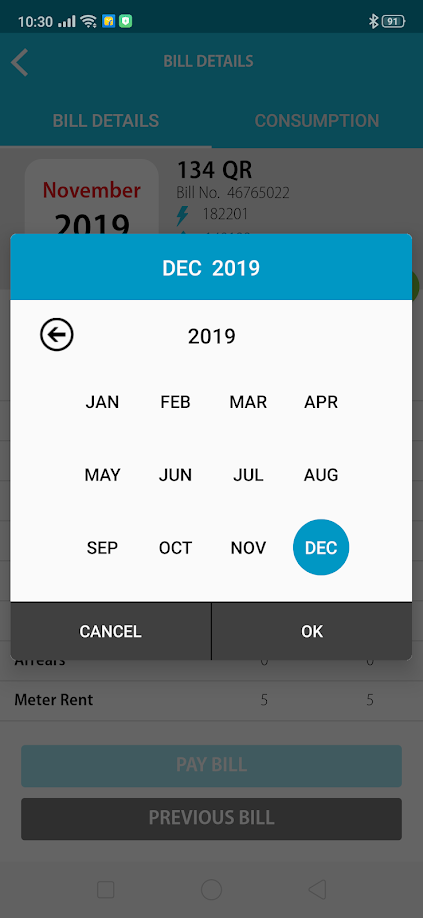 10:30
91
BILL DETAILS
BILL DETAILS CONSUMPTION
November
2019
134 QR
Bill No. 46765022
182201
DEC 2019
2019
JAN FEB MAR APR
MAY JUN JUL AUG
SEP OCT NOV DEC
CANCEL OK
Arrears 0 0
Meter Rent 5 5
PAY BILL
PREVIOUS BILL